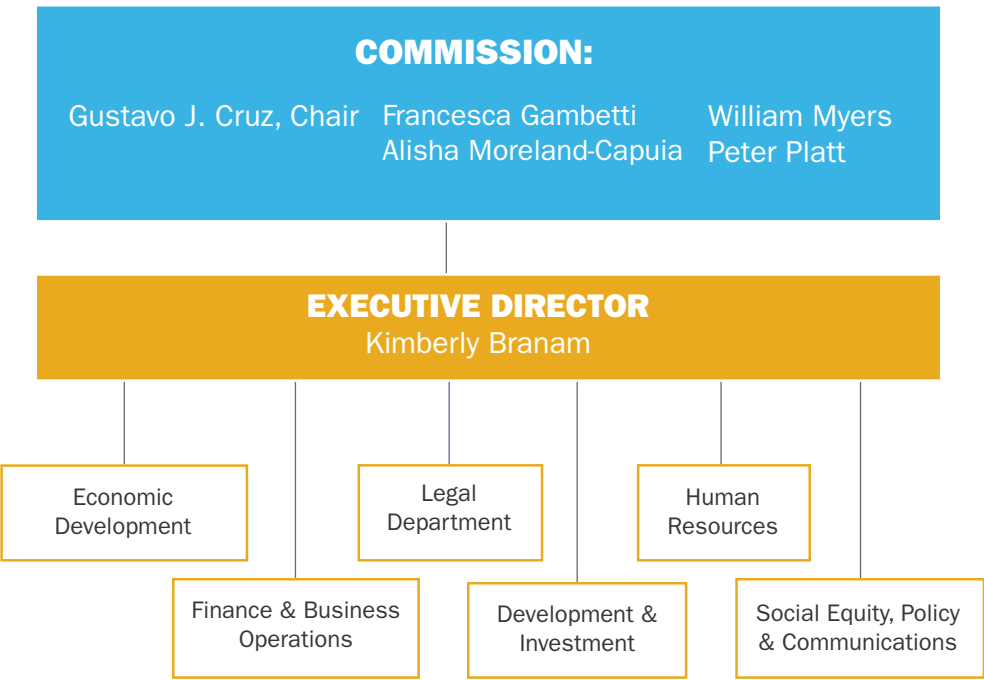 COMMISSION:
Gustavo J. Cruz, Chair
Francesca Gambetti
Alisha Moreland-Capuia
William Myers
Peter Platt
EXECUTIVE DIRECTOR
Kimberly Branam
Economic
Development
Legal
Department
Human
Resources
Finance & Business
Operations
Development &
Investment
Social Equity, Policy
& Communications